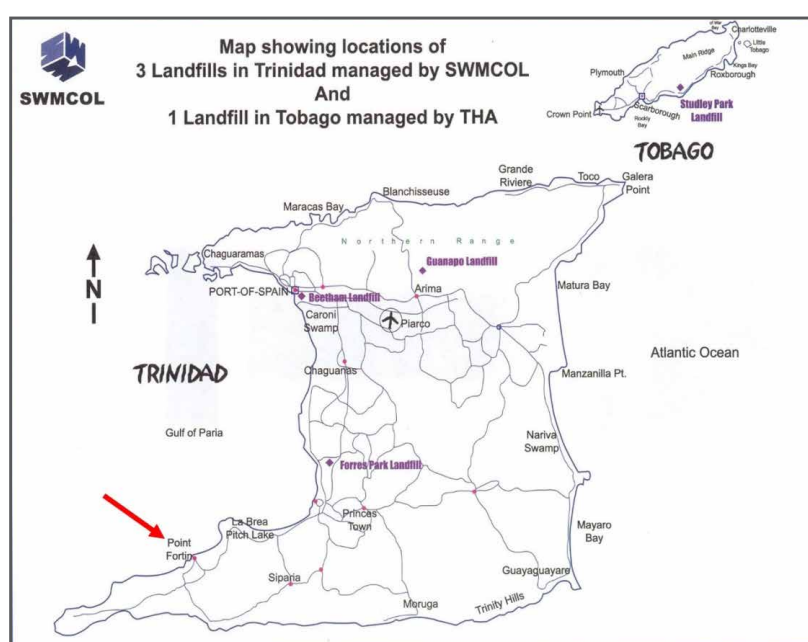 SWMCOL
Map showing locations of
3 Landfills in Trinidad managed by SWMCOL
And
1 Landfill in Tobago managed by THA
Charlotteville
Little
Tobago
Main Ridge
Kings Bay
Plymouth
Roxborough
Studley Park
Landfill
Scarborough
Crown Point
Rocky
Bay
TOBAGO
Grande
Riviere
Toco
Galera
Point
Blanchisseuse
Maracas Bay
Northern Range
Chaguaramas
Guanapo Landfill
N
PORT-OF-SPAIN
Beetham Landfill
Arima
Matura Bay
Caroni
Swamp
Piarco
Atlantic Ocean
TRINIDAD
Chaguanas
Manzanilla Pt.
Gulf of Paria
Nariva
Swamp
Forres Park Landfill
La Brea
Pitch Lake
Princes
Town
Mayaro
Bay
Point
Fortin
Siparia
Guayaguayare
Moruga
Trinity Hills